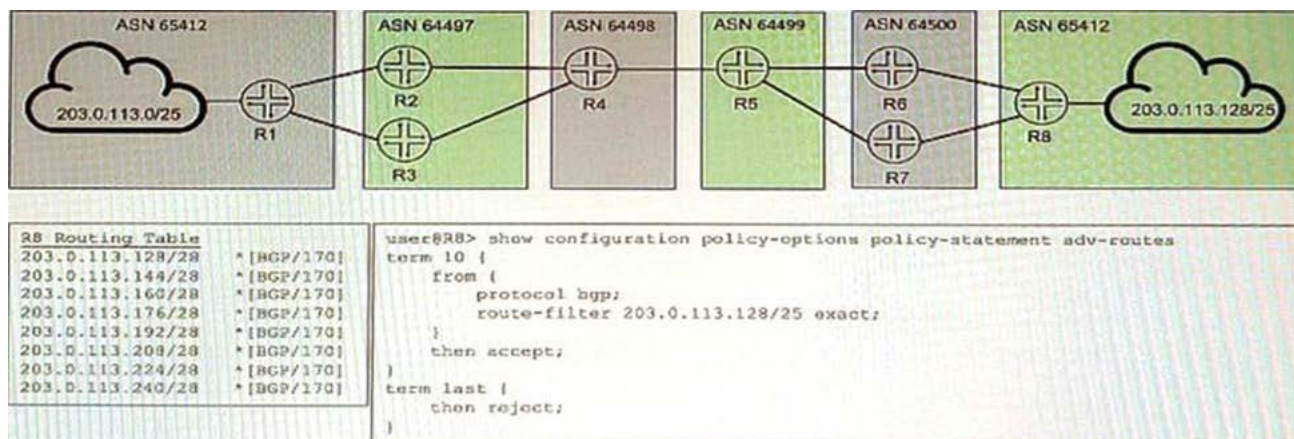 ASN 65412
ASN 64497
ASN 64498
ASN 64499
ASN 64500
ASN 65412
203.0.113.0/25
R1
R2
R3
R4
R5
R6
R7
R8
203.0.113.128/25
R8 Routing Table
203.0.113.128/28 *[BGP/170]
203.0.113.144/28 *[BGP/170]
203.0.113.160/28 *[BGP/170]
203.0.113.176/28 *[BGP/170]
203.0.113.192/28 *[BGP/170]
203.0.113.208/28 *[BGP/170]
203.0.113.224/28 *[BGP/170]
203.0.113.240/28 *[BGP/170]
user@R8> show configuration policy-options policy-statement adv-routes
term 10 {
from {
protocol bgp;
route-filter 203.0.113.128/25 exact;
}
then accept;
}
term last {
then reject;
}